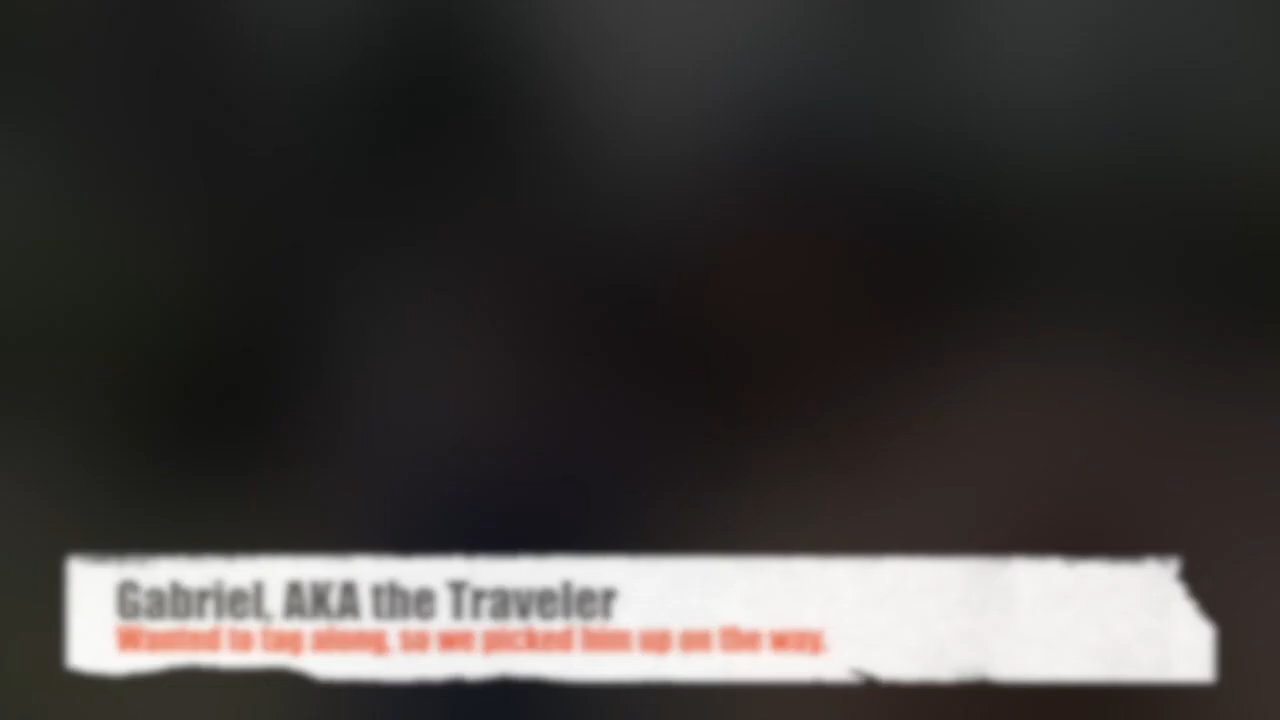 Gabriel, AKA the Traveler
Wanted to tag along, so we picked him up on the way.